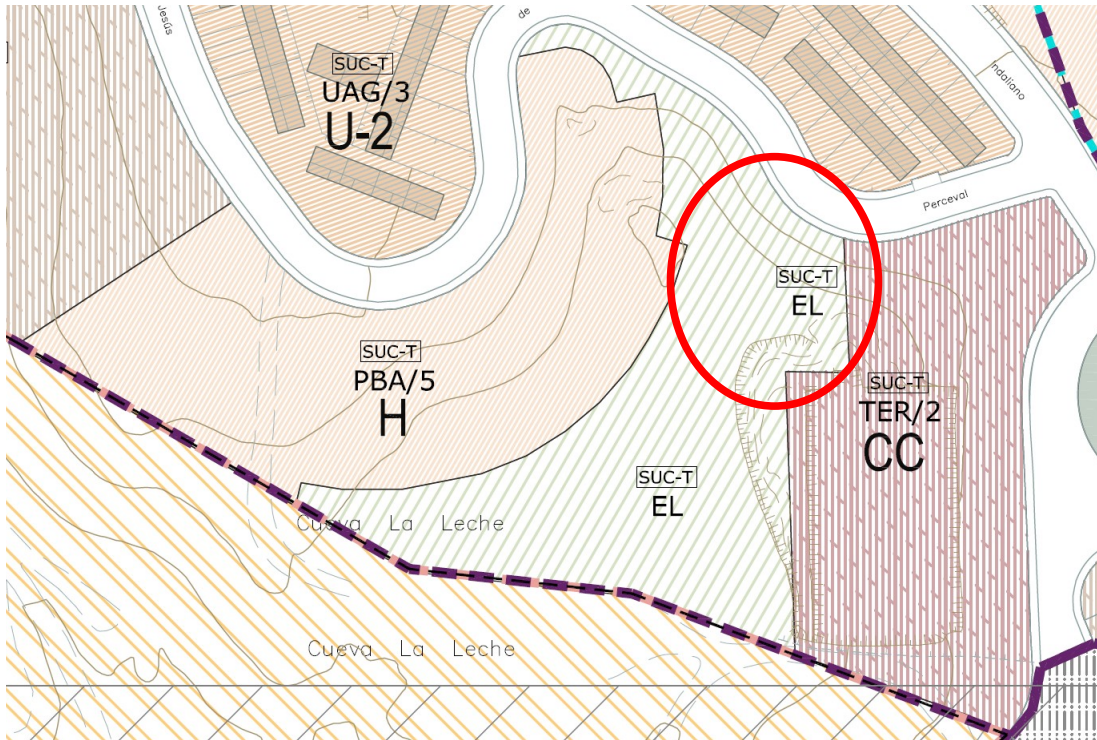 Jesús
de
SUC-T
UAG/3
U-2
Indaliano
Perceval
SUC-T
EL
SUC-T
PBA/5
H
SUC-T
TER/2
CC
SUC-T
EL
Cueva La Leche
Cueva La Leche